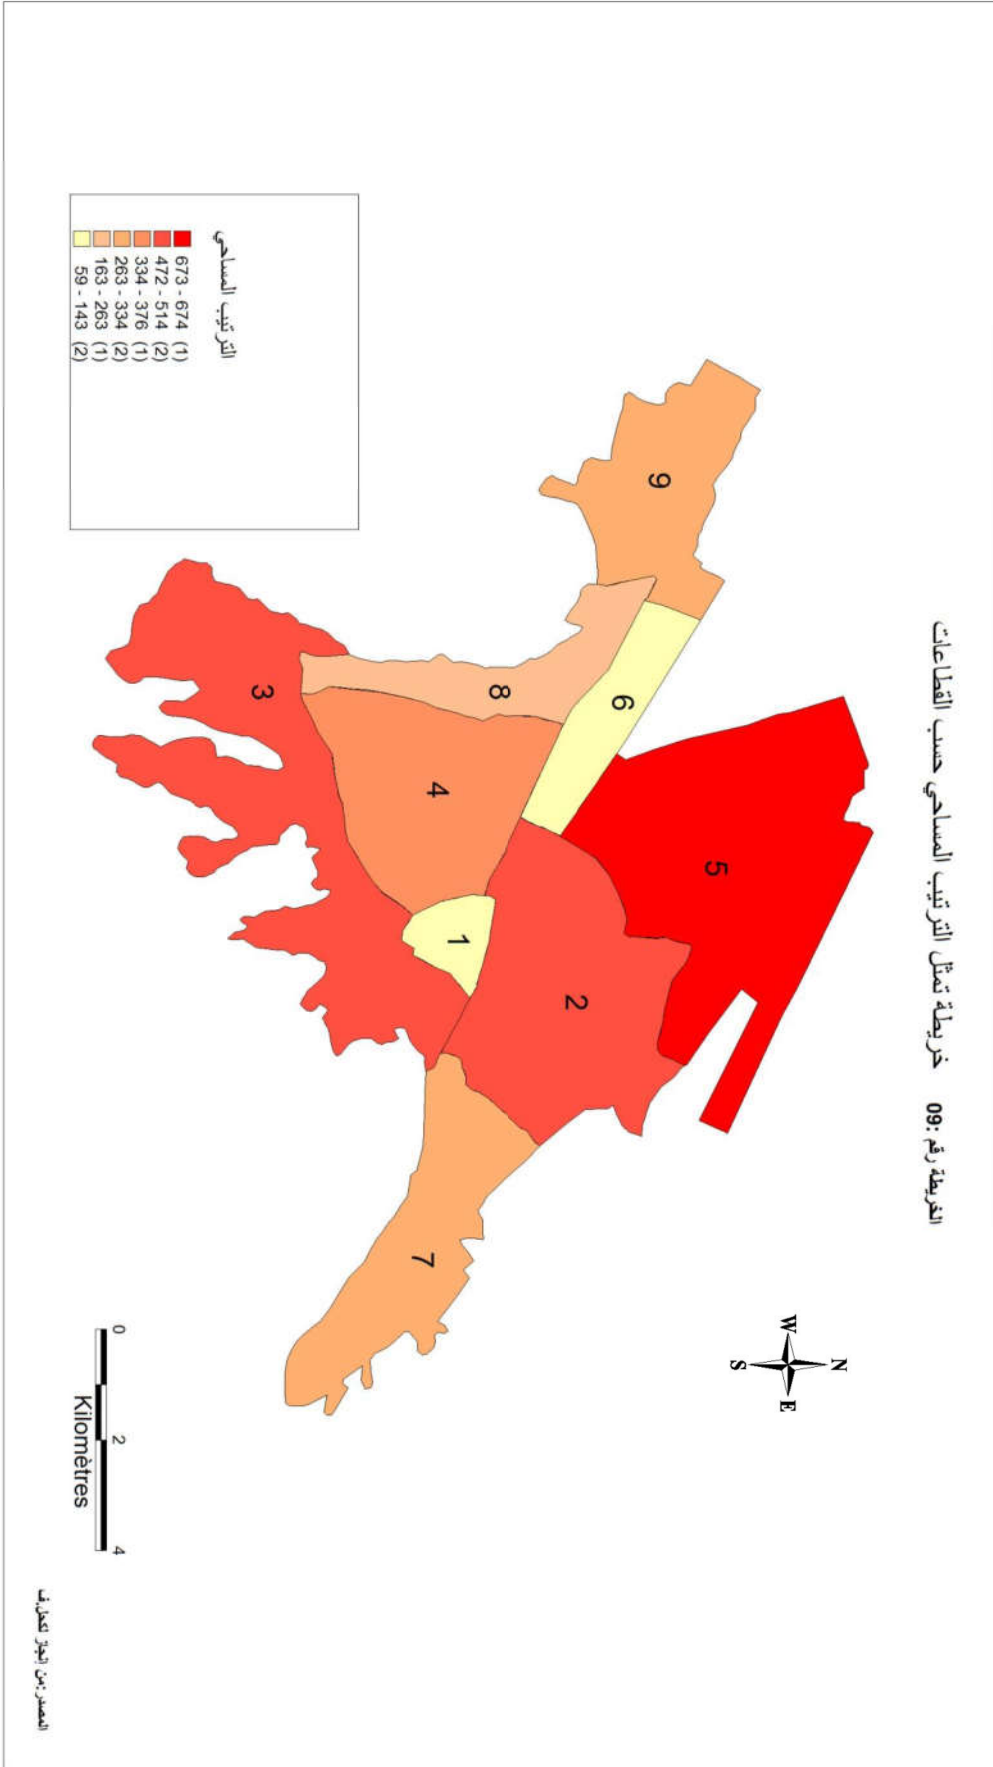 الخريطة رقم :09 خريطة تمثل الترتيب المساحي حسب القطاعات
N
W
E
S
9
6
5
8
4
2
3
1
7
الترتيب المساحي
673 - 674 (1)
472 - 514 (2)
334 - 376 (1)
263 - 334 (2)
163 - 263 (1)
59 - 143 (2)
0 2 4
Kilomètres
المصدر :من إنجاز لكحل.ف